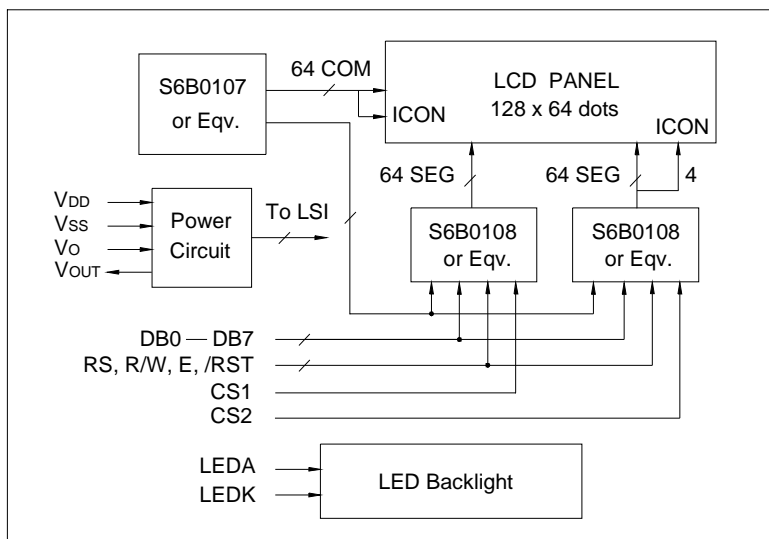 S6B0107
or Eqv.
64 COM
LCD PANEL
128 x 64 dots
ICON
ICON
64 SEG
64 SEG
4
VDD
VSS
VO
VOUT
Power
Circuit
To LSI
S6B0108
or Eqv.
S6B0108
or Eqv.
DB0 — DB7
RS, R/W, E, /RST
CS1
CS2
LEDA
LEDK
LED Backlight